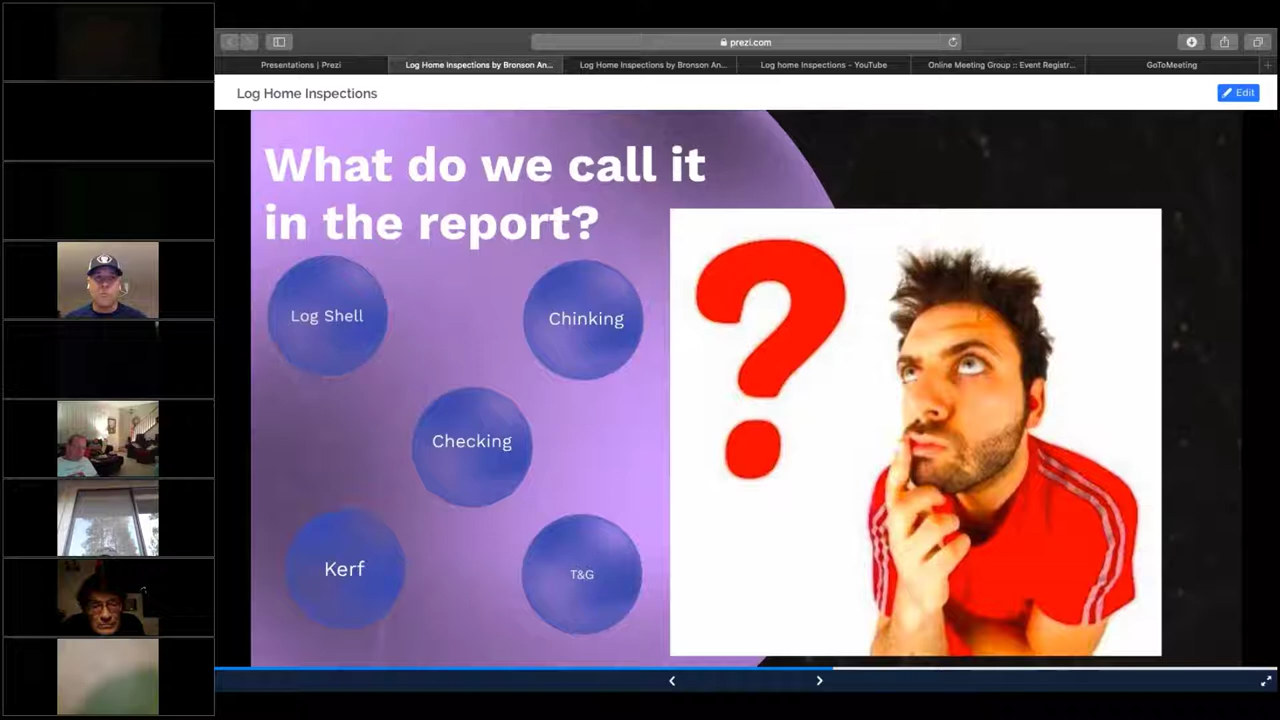 prezi.com
Presentations | Prezi
Log Home Inspections by Bronson An...
Log Home Inspections by Bronson An...
Log home Inspections - YouTube
Online Meeting Group :: Event Registr...
GoToMeeting
Log Home Inspections
Edit
What do we call it
in the report?
Log Shell
Chinking
Checking
Kerf
T&G